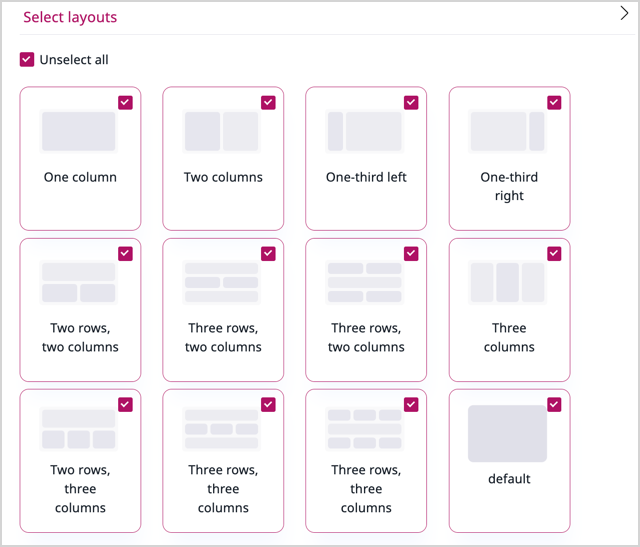 Select layouts
Unselect all
One column
Two columns
One-third left
One-third
right
Two rows,
two columns
Three rows,
two columns
Three rows,
two columns
Three
columns
Two rows,
three
columns
Three rows,
three
columns
Three rows,
three
columns
default